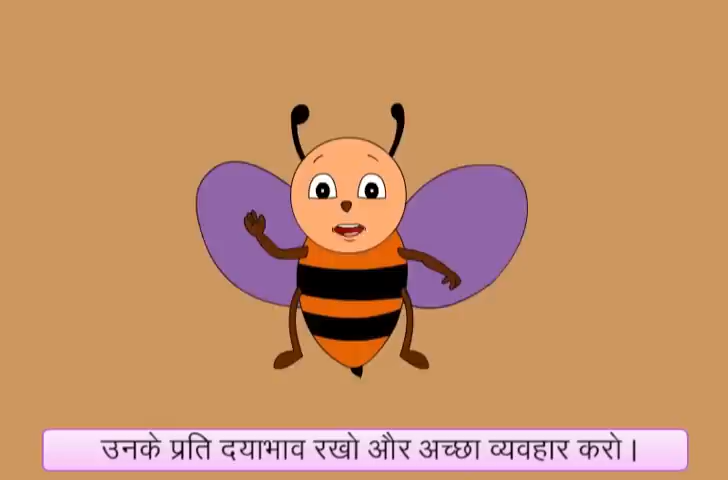 उनके प्रति दयाभाव रखो और अच्छा व्यवहार करो।